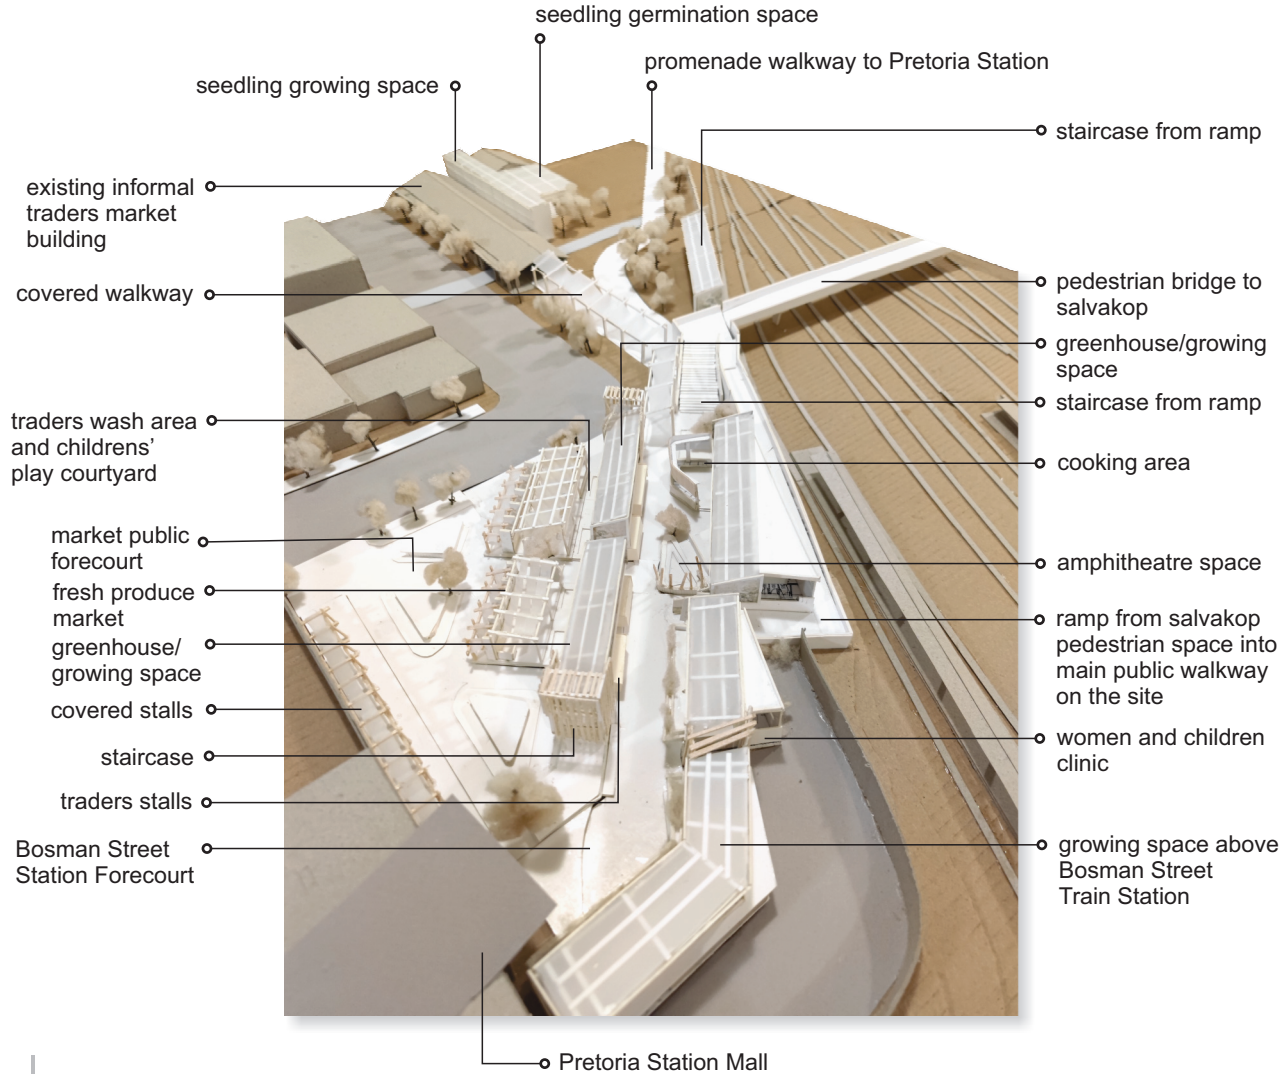 seedling germination space
promenade walkway to Pretoria Station
seedling growing space
staircase from ramp
existing informal
traders market
building
covered walkway
pedestrian bridge to
salvakop
greenhouse/growing
space
staircase from ramp
traders wash area
and childrens'
play courtyard
cooking area
market public
forecourt
amphitheatre space
fresh produce
market
ramp from salvakop
pedestrian space into
main public walkway
on the site
greenhouse/
growing space
covered stalls
women and children
clinic
staircase
traders stalls
Bosman Street
Station Forecourt
growing space above
Bosman Street
Train Station
Pretoria Station Mall